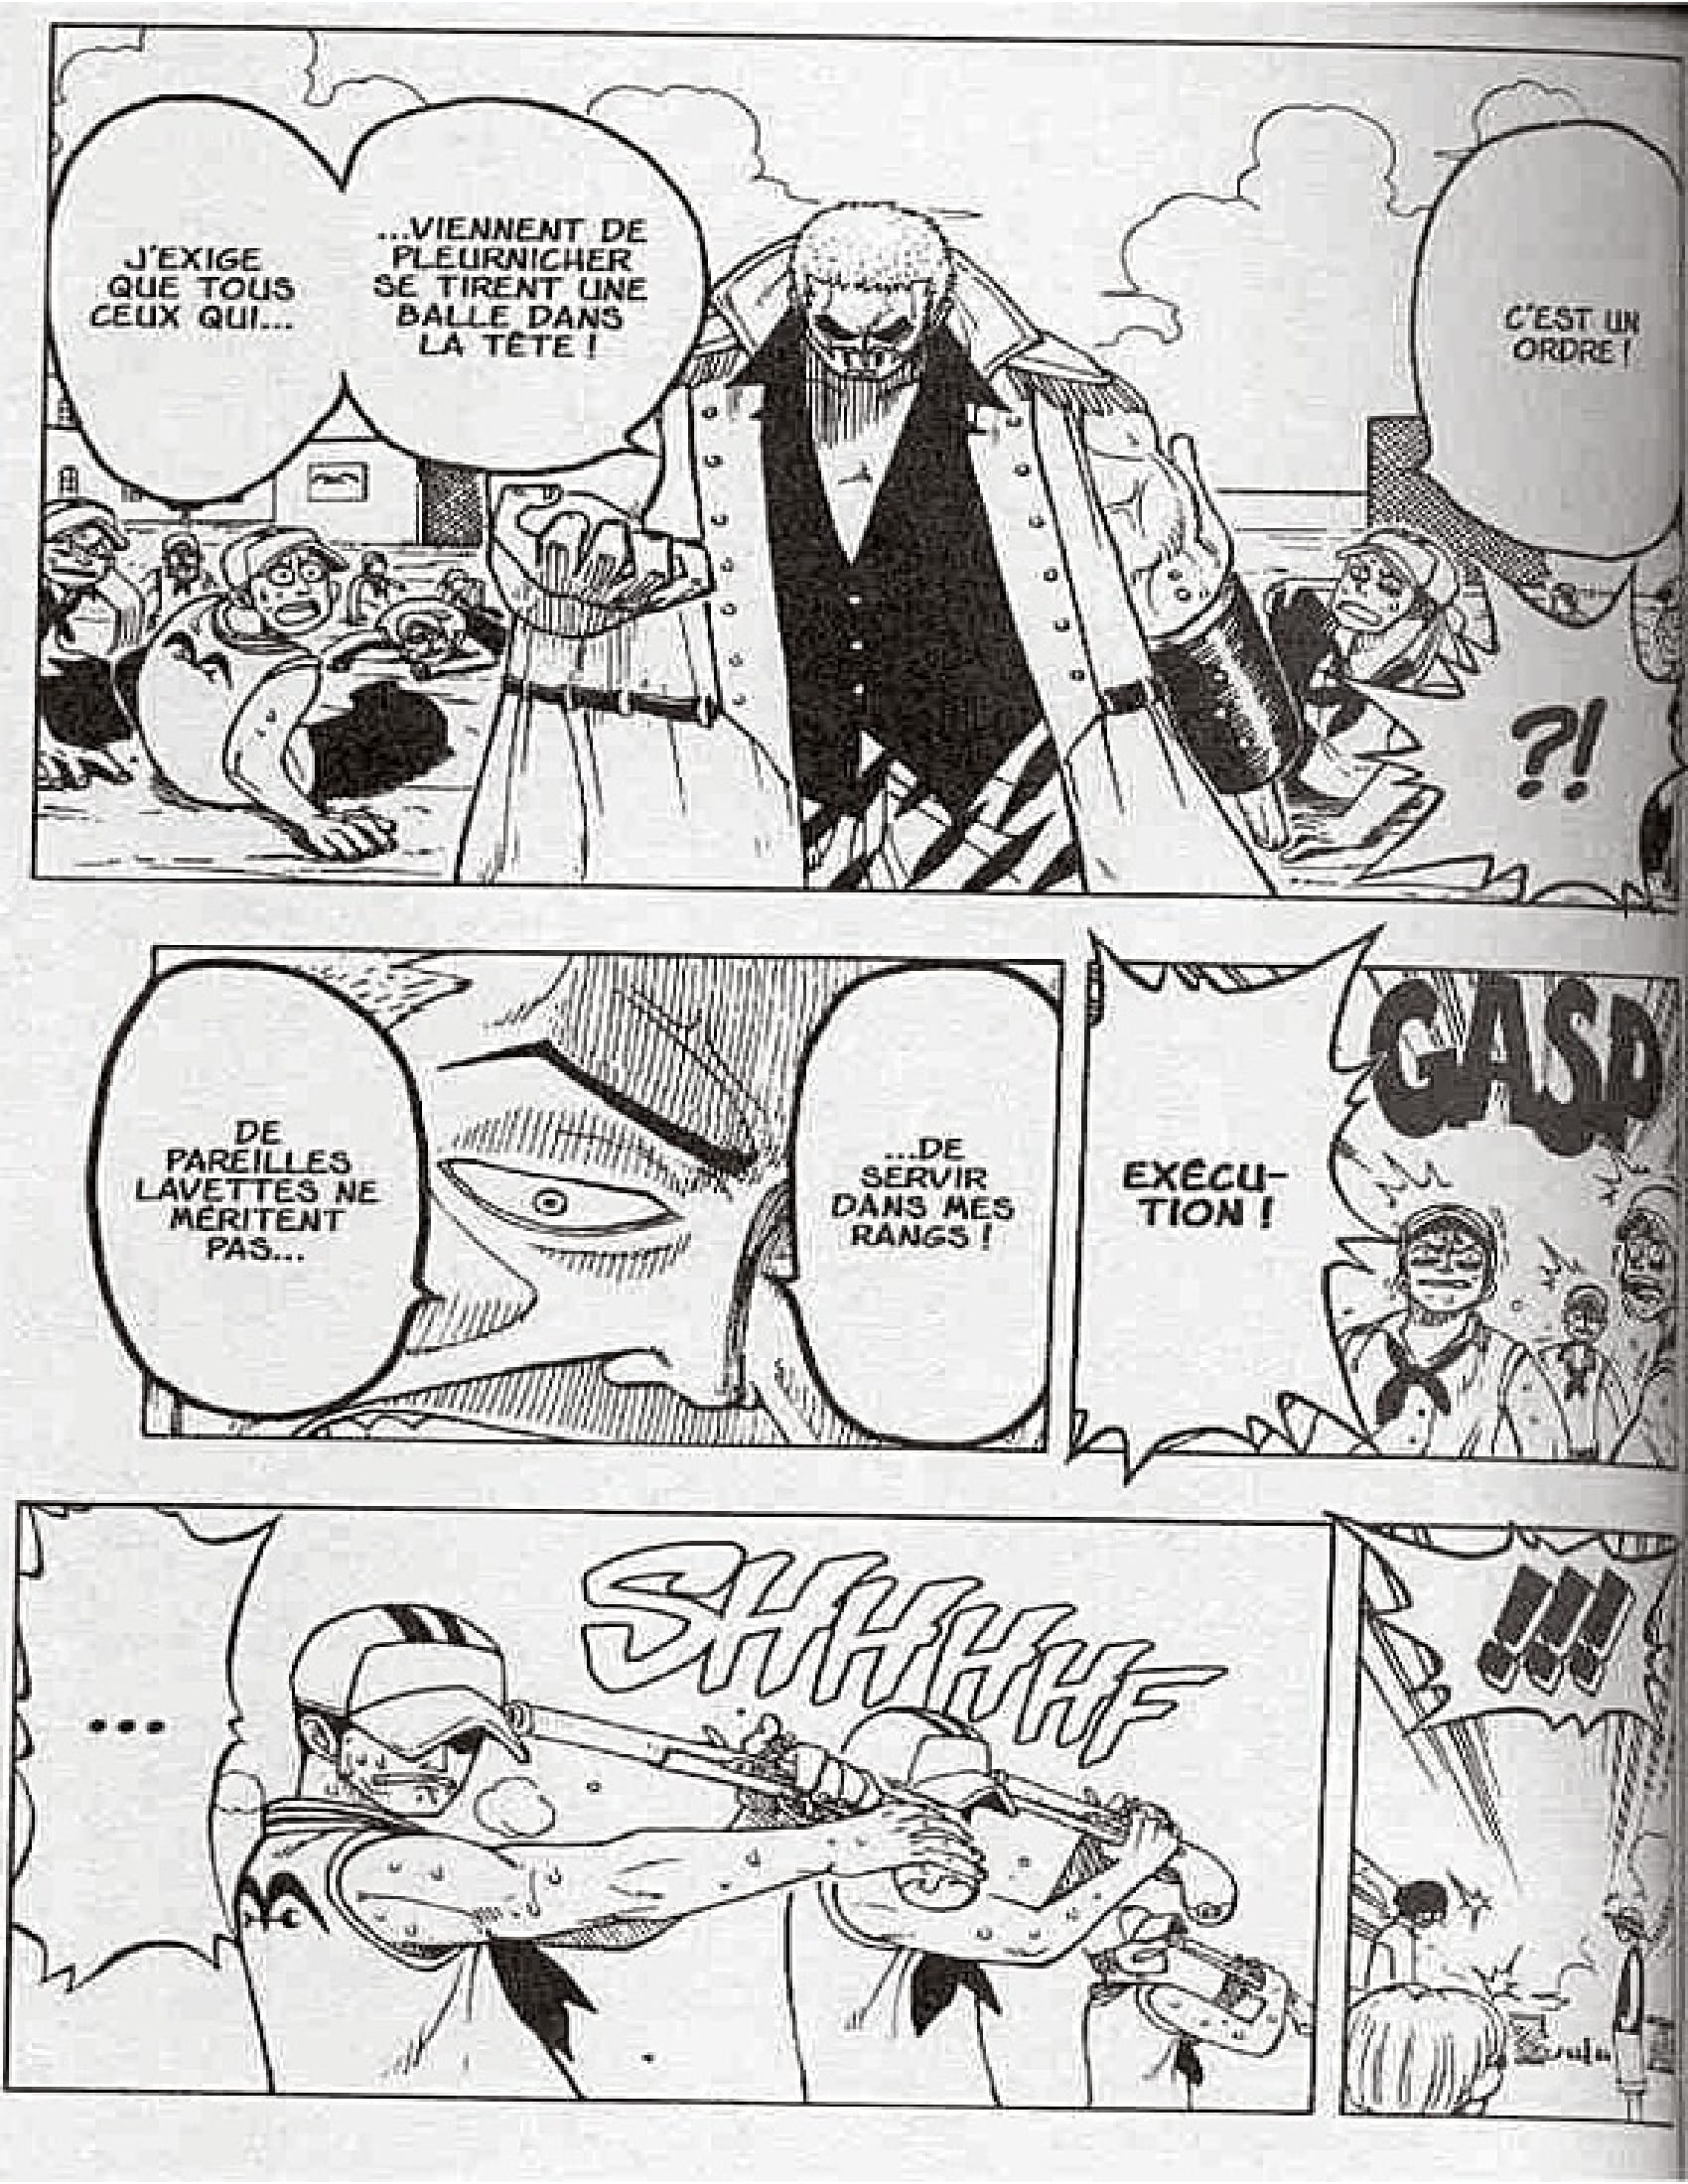 J'EXIGE
QUE TOUS
CEUX QUI...
...VIENNENT DE
PLEURNICHER
SE TIRENT UNE
BALLE DANS
LA TÊTE !
C'EST UN
ORDRE !
?!
DE
PAREILLES
LAVETTES NE
MÉRITENT
PAS...
...DE
SERVIR
DANS MES
RANGS !
EXÉCU-
TION !
GASP
...
SHHHHF
!!!